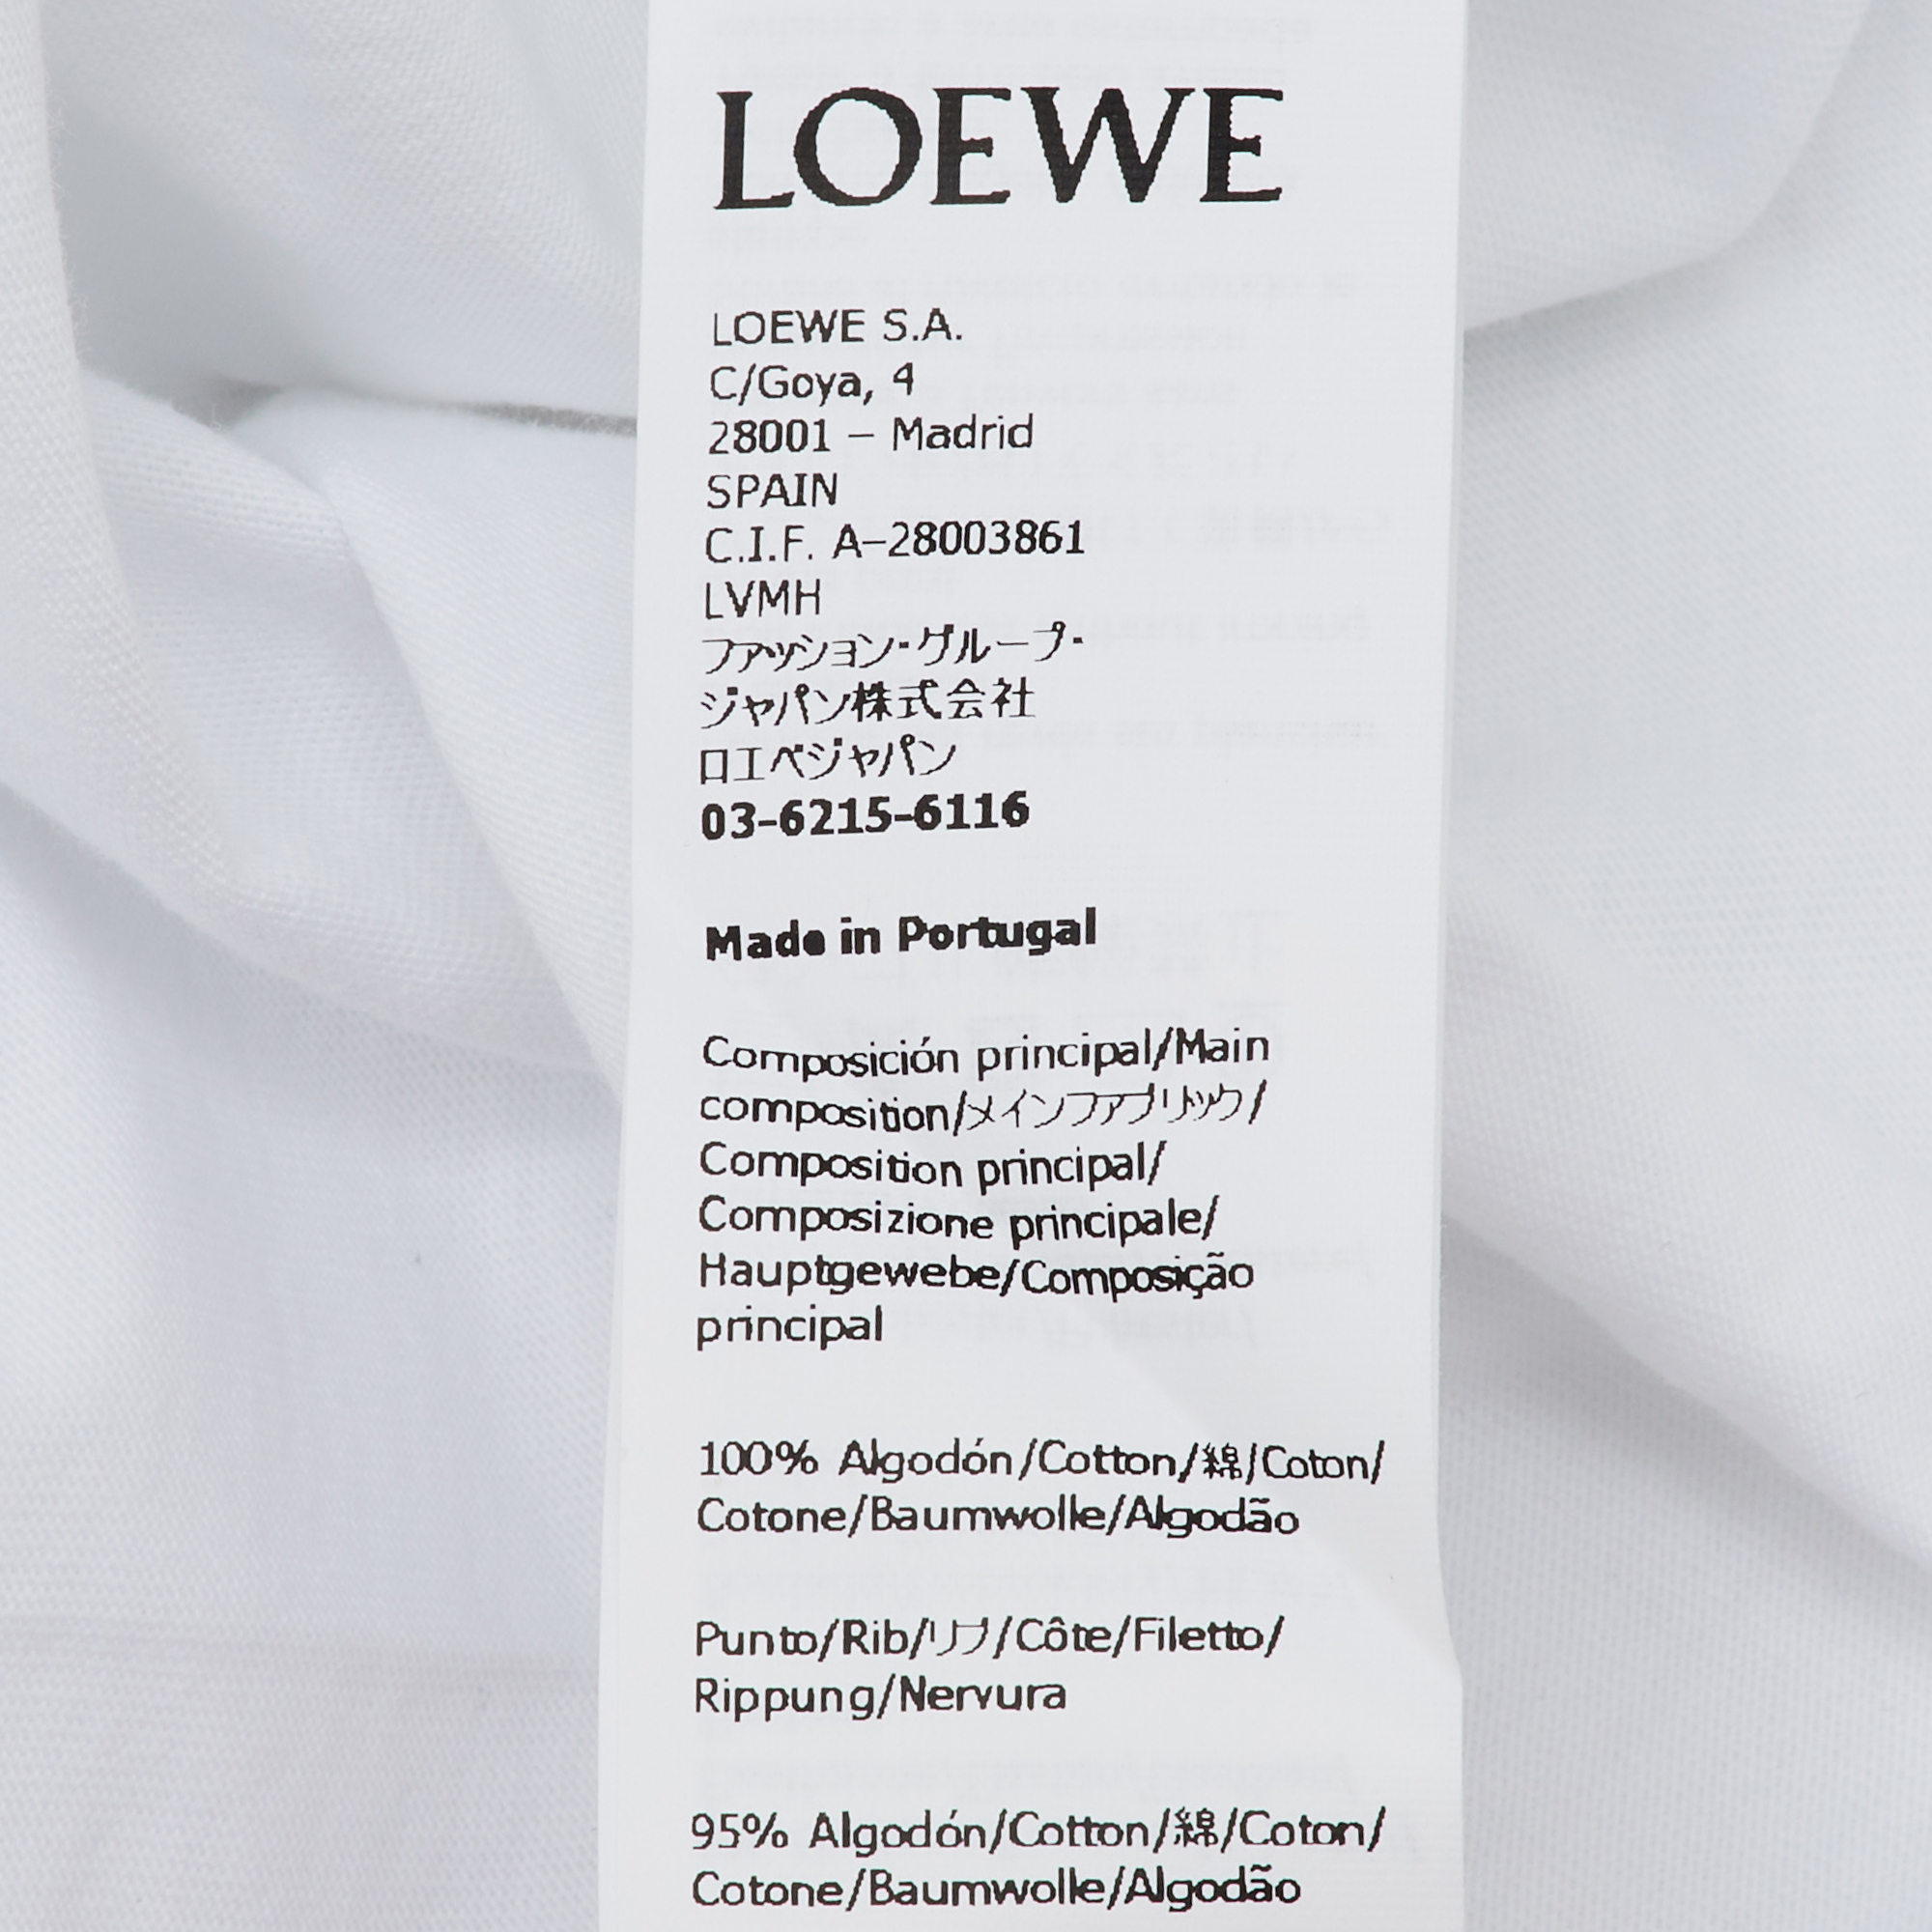 LOEWE
LOEWE S.A.
C/Goya, 4
28001 – Madrid
SPAIN
C.I.F. A–28003861
LVMH
ファッション・グループ・
ジャパン株式会社
ロエベジャパン
03-6215-6116
Made in Portugal
Composición principal/Main
composition/メインファブリック/
Composition principal/
Composizione principale/
Hauptgewebe/Composição
principal
100% Algodón/Cotton/綿/Coton/
Cotone/Baumwolle/Algodão
Punto/Rib/リブ/Côte/Filetto/
Rippung/Nervura
95% Algodón/Cotton/綿/Coton/
Cotone/Baumwolle/Algodão